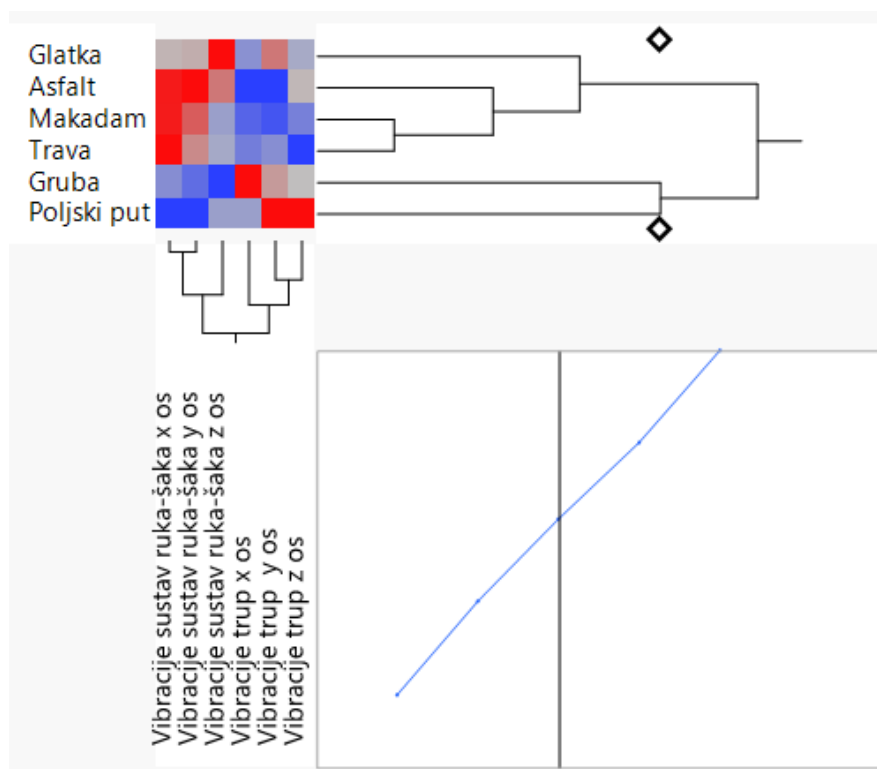 Glatka
Asfalt
Makadam
Trava
Gruba
Poljski put
Vibracije sustav ruka-šaka x os
Vibracije sustav ruka-šaka y os
Vibracije sustav ruka-šaka z os
Vibracije trup x os
Vibracije trup  y os
Vibracije trup z os